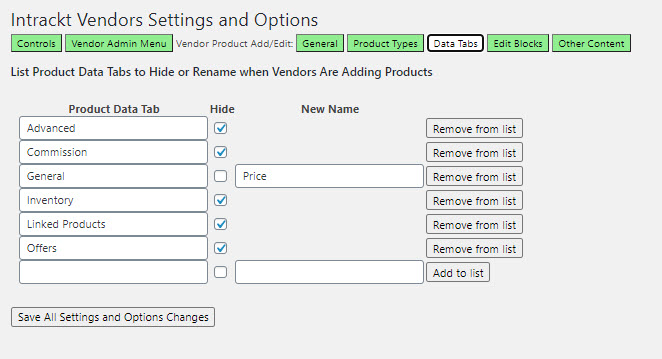 Intrackt Vendors Settings and Options
Controls Vendor Admin Menu Vendor Product Add/Edit: General Product Types Data Tabs Edit Blocks Other Content
List Product Data Tabs to Hide or Rename when Vendors Are Adding Products
Product Data Tab Hide New Name
Advanced Remove from list
Commission Remove from list
General Price Remove from list
Inventory Remove from list
Linked Products Remove from list
Offers Remove from list
Add to list
Save All Settings and Options Changes